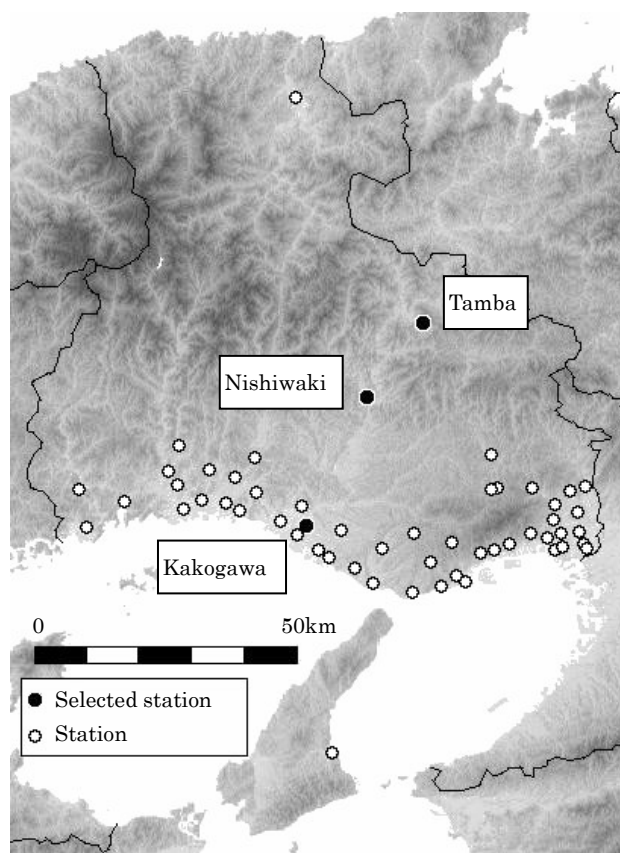 Tamba
Nishiwaki
Kakogawa
0 50km
Selected station
Station